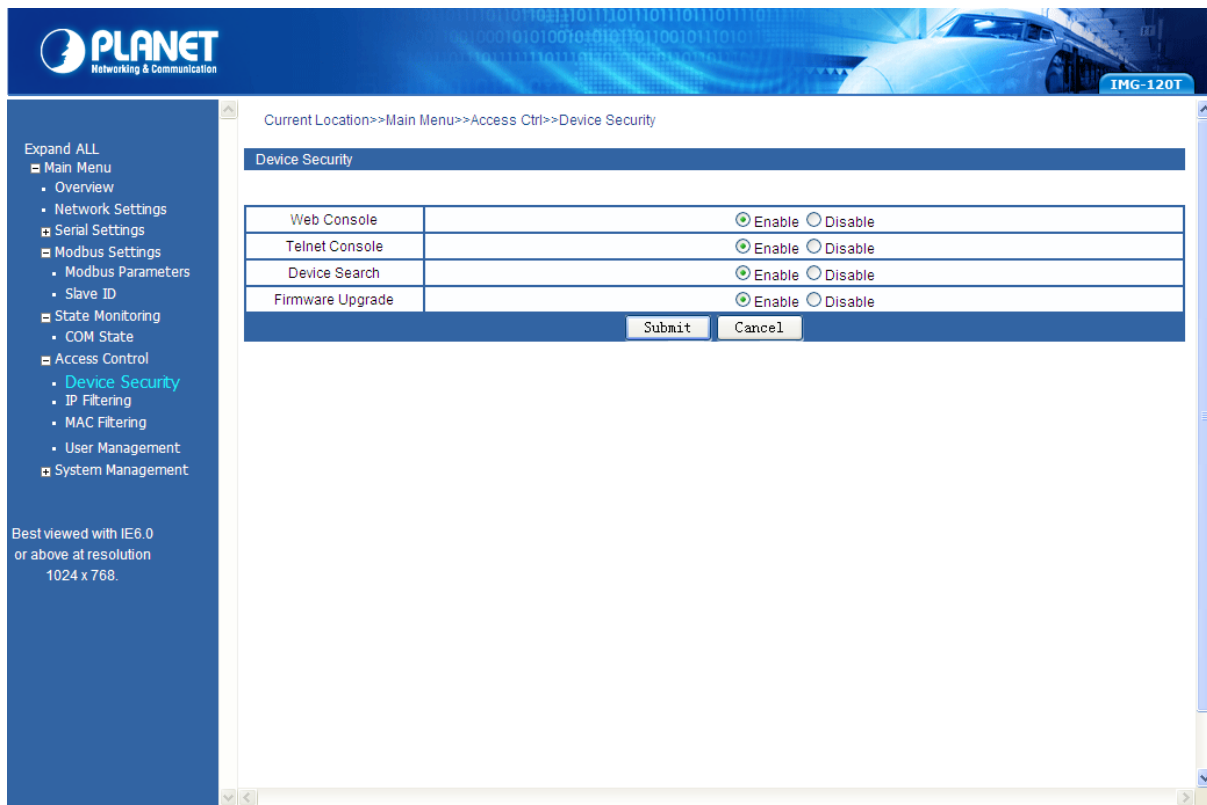 PLANET
Networking & Communication
IMG-120T
Expand ALL
Main Menu
Overview
Network Settings
Serial Settings
Modbus Settings
Modbus Parameters
Slave ID
State Monitoring
COM State
Access Control
Device Security
IP Filtering
MAC Filtering
User Management
System Management
Best viewed with IE6.0
or above at resolution
1024 x 768.
Current Location>>Main Menu>>Access Ctrl>>Device Security
Device Security
Web Console Enable Disable
Telnet Console Enable Disable
Device Search Enable Disable
Firmware Upgrade Enable Disable
Submit Cancel